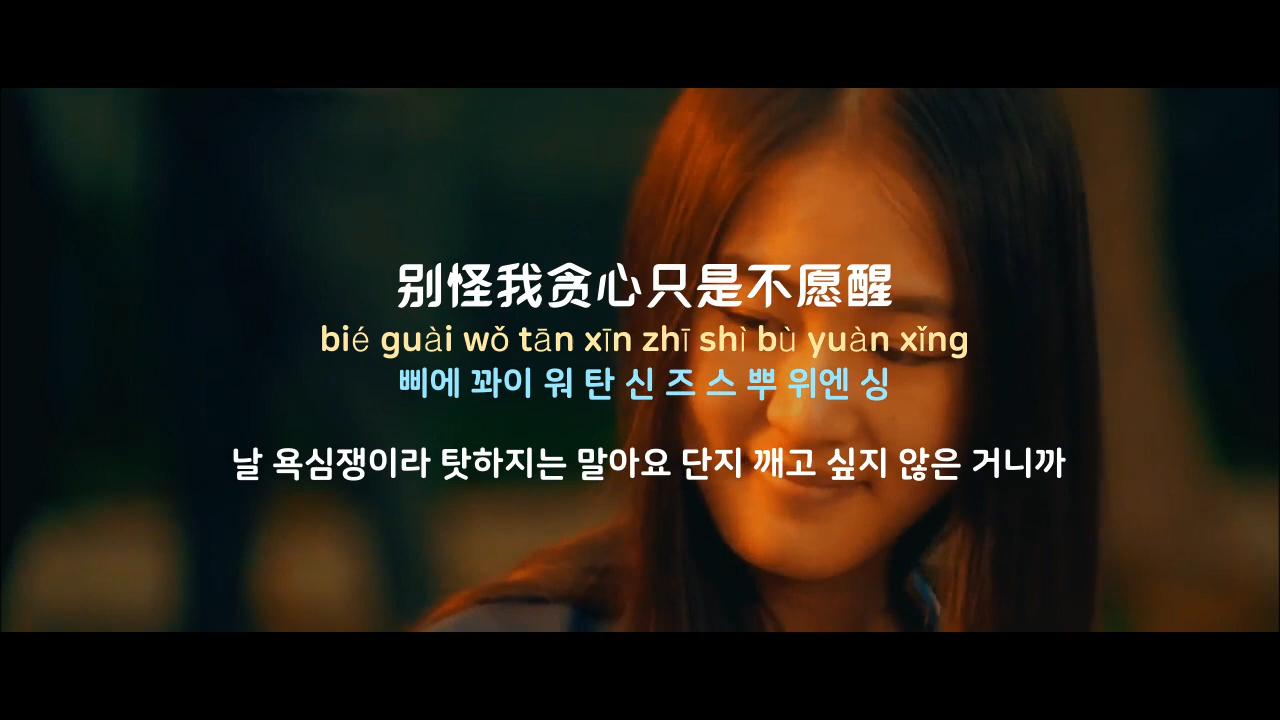 别怪我贪心只是不愿醒
bié guài wǒ tān xīn zhī shì bù yuàn xǐng
삐에 꽈이 워 탄 신 즈 스 뿌 위엔 싱
날 욕심쟁이라 탓하지는 말아요 단지 깨고 싶지 않은 거니까